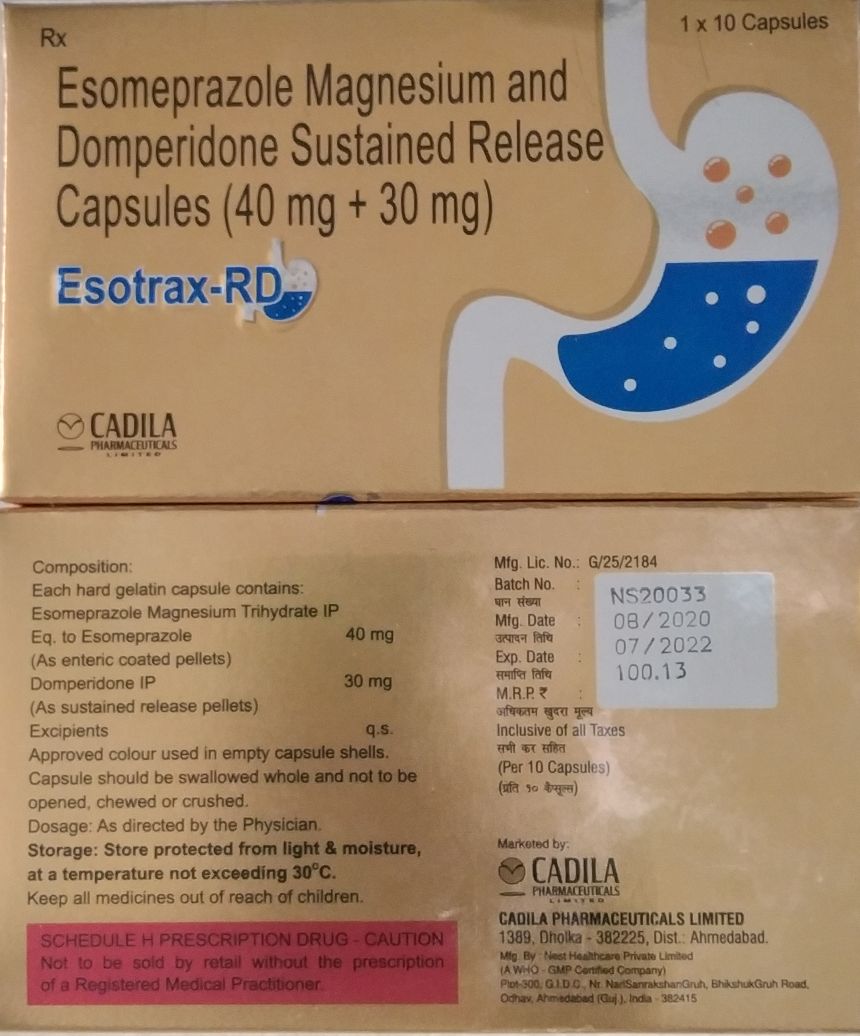 Rx
1 x 10 Capsules
Esomeprazole Magnesium and
Domperidone Sustained Release
Capsules (40 mg + 30 mg)
Esotrax-RD
CADILA
PHARMACEUTICALS
LIMITED
Composition:
Each hard gelatin capsule contains:
Esomeprazole Magnesium Trihydrate IP
Eq. to Esomeprazole 40 mg
(As enteric coated pellets)
Domperidone IP 30 mg
(As sustained release pellets)
Excipients q.s.
Approved colour used in empty capsule shells.
Capsule should be swallowed whole and not to be
opened, chewed or crushed.
Dosage: As directed by the Physician.
Storage: Store protected from light & moisture,
at a temperature not exceeding 30°C.
Keep all medicines out of reach of children.
SCHEDULE H PRESCRIPTION DRUG - CAUTION
Not to be sold by retail without the prescription
of a Registered Medical Practitioner.
Mfg. Lic. No.: G/25/2184
Batch No. :
घान संख्या
Mfg. Date :
उत्पादन तिथि
Exp. Date :
समाप्ति तिथि
M.R.P. ₹ :
अधिकतम खुदरा मूल्य
Inclusive of all Taxes
सभी कर सहित
(Per 10 Capsules)
(प्रति १० कैप्सूल्स)
NS20033
08/2020
07/2022
100.13
Marketed by:
CADILA
PHARMACEUTICALS
LIMITED
CADILA PHARMACEUTICALS LIMITED
1389, Dholka - 382225, Dist.: Ahmedabad.
Mfg. By : Nest Healthcare Private Limited
(A WHO - GMP Certified Company)
Plot-300, G.I.D.C., Nr. NariSanrakshanGruh, BhikshukGruh Road,
Odhav, Ahmedabad (Guj.), India - 382415